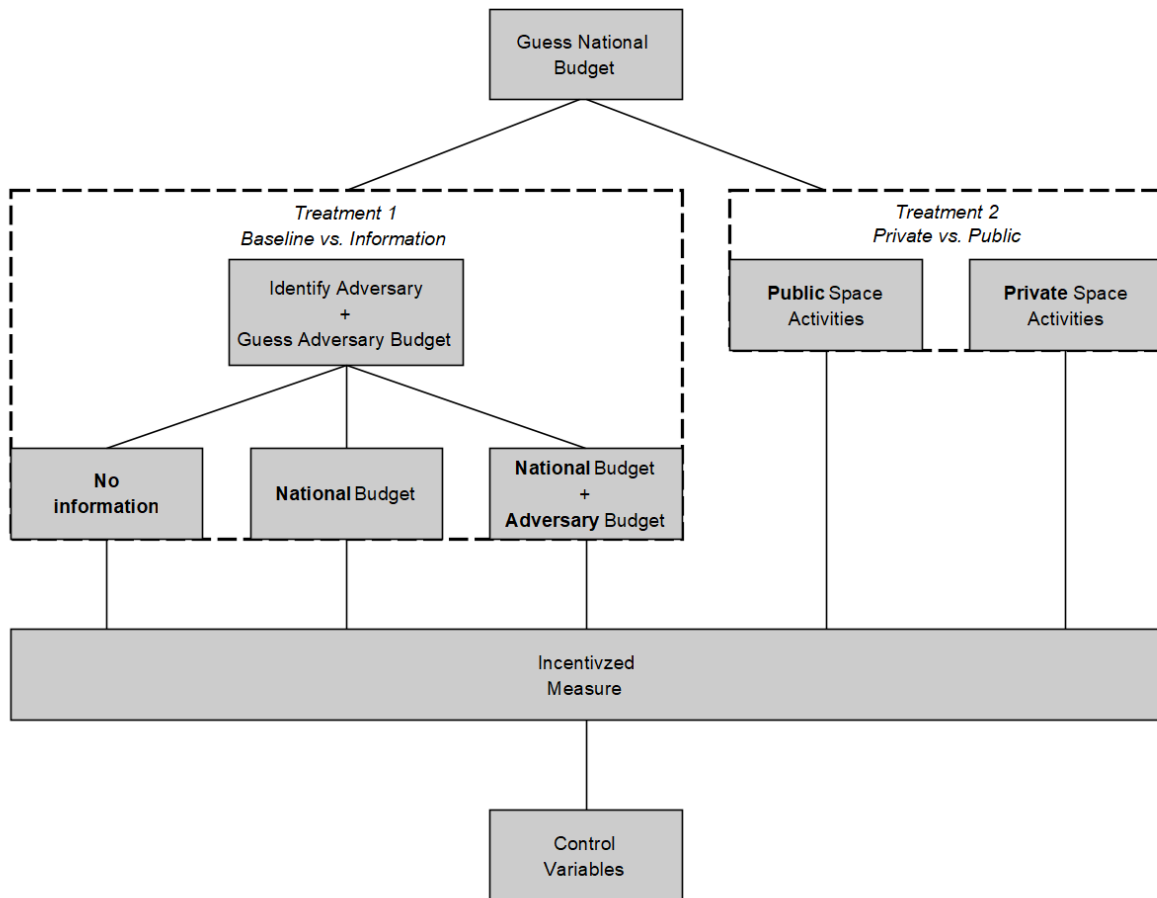 Guess National
Budget
Treatment 1
Baseline vs. Information
Identify Adversary
+
Guess Adversary Budget
No
information
National Budget
National Budget
+
Adversary Budget
Treatment 2
Private vs. Public
Public Space
Activities
Private Space
Activities
Incentivzed
Measure
Control
Variables